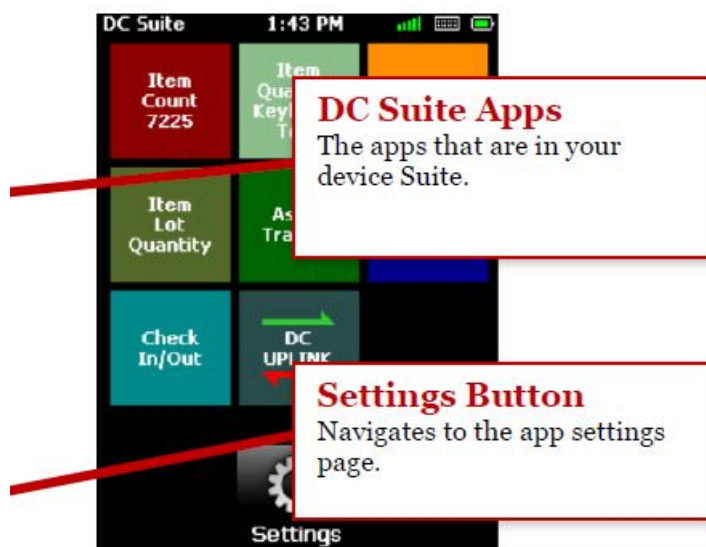 DC Suite 1:43 PM
Item
Count
7225
Item
DC Suite Apps
The apps that are in your
device Suite.
Item
Lot
Quantity
Check
In/Out
DC
UPLINK
Settings Button
Navigates to the app settings
page.
Settings